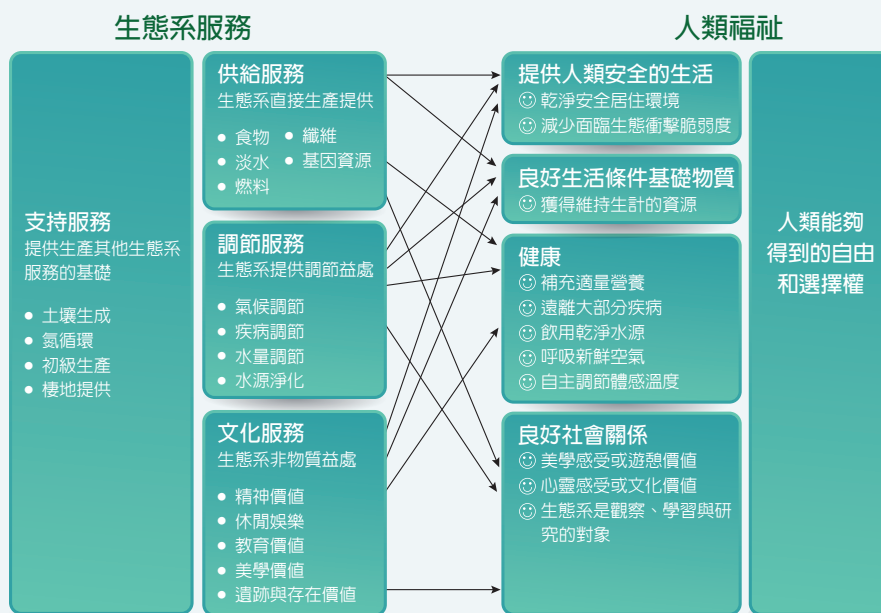 生態系服務
人類福祉
支持服務
提供生產其他生態系
服務的基礎
● 土壤生成
● 氮循環
● 初級生產
● 棲地提供
供給服務
生態系直接生產提供
● 食物 ● 纖維
● 淡水 ● 基因資源
● 燃料
調節服務
生態系提供調節益處
● 氣候調節
● 疾病調節
● 水量調節
● 水源淨化
文化服務
生態系非物質益處
● 精神價值
● 休閒娛樂
● 教育價值
● 美學價值
● 遺跡與存在價值
提供人類安全的生活
☺ 乾淨安全居住環境
☺ 減少面臨生態衝擊脆弱度
良好生活條件基礎物質
☺ 獲得維持生計的資源
健康
☺ 補充適量營養
☺ 遠離大部分疾病
☺ 飲用乾淨水源
☺ 呼吸新鮮空氣
☺ 自主調節體感溫度
良好社會關係
☺ 美學感受或遊憩價值
☺ 心靈感受或文化價值
☺ 生態系是觀察、學習與研
究的對象
人類能夠
得到的自由
和選擇權